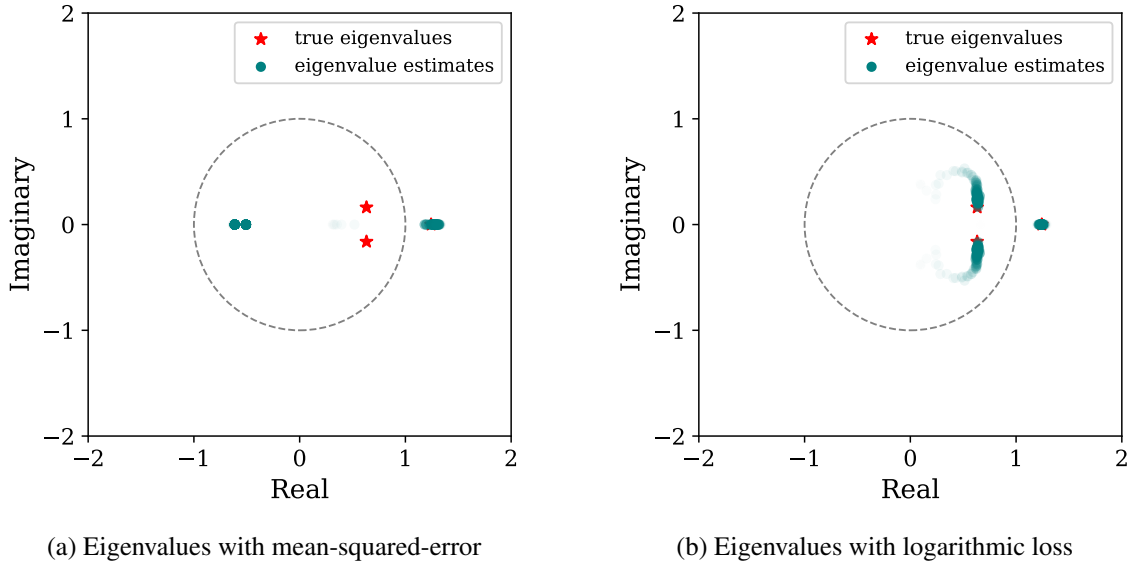 2
1
0
−1
−2
Imaginary
true eigenvalues
eigenvalue estimates
−2 −1 0 1 2
Real
(a) Eigenvalues with mean-squared-error
2
1
0
−1
−2
Imaginary
true eigenvalues
eigenvalue estimates
−2 −1 0 1 2
Real
(b) Eigenvalues with logarithmic loss